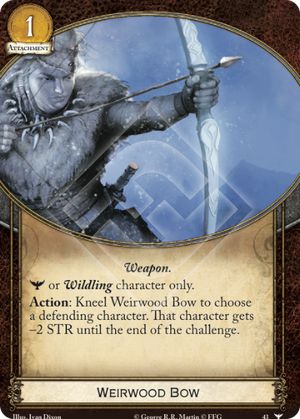 1
ATTACHMENT
Weapon.
or Wildling character only.
Action: Kneel Weirwood Bow to choose
a defending character. That character gets
–2 STR until the end of the challenge.
WEIRWOOD BOW
Illus. Ivan Dixon © George R.R. Martin © FFG 43